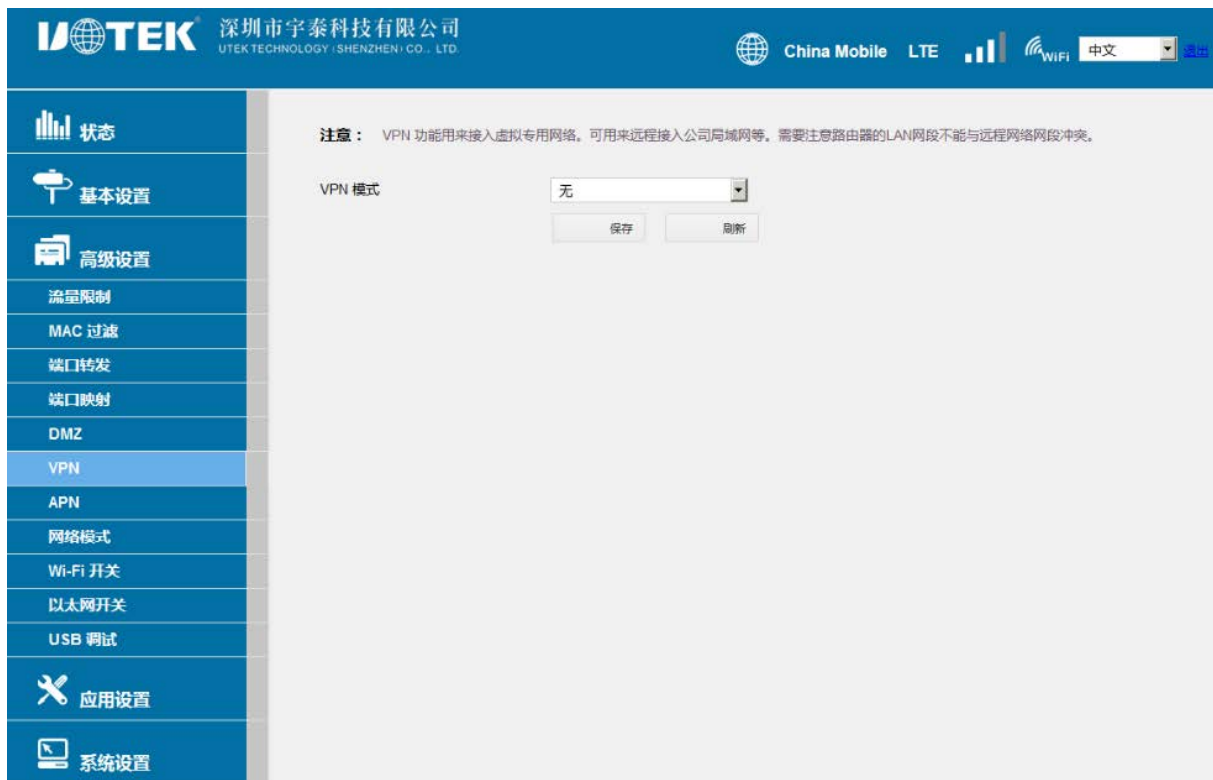 UOTEK
深圳市宇泰科技有限公司
UTEK TECHNOLOGY (SHENZHEN) CO., LTD.
China Mobile LTE WiFi 中文 退出
状态
基本设置
高级设置
流量限制
MAC 过滤
端口转发
端口映射
DMZ
VPN
APN
网络模式
Wi-Fi 开关
以太网开关
USB 调试
应用设置
系统设置
注意： VPN 功能用来接入虚拟专用网络。可用来远程接入公司局域网等。需要注意路由器的LAN网段不能与远程网络网段冲突。
VPN 模式 无
保存 刷新